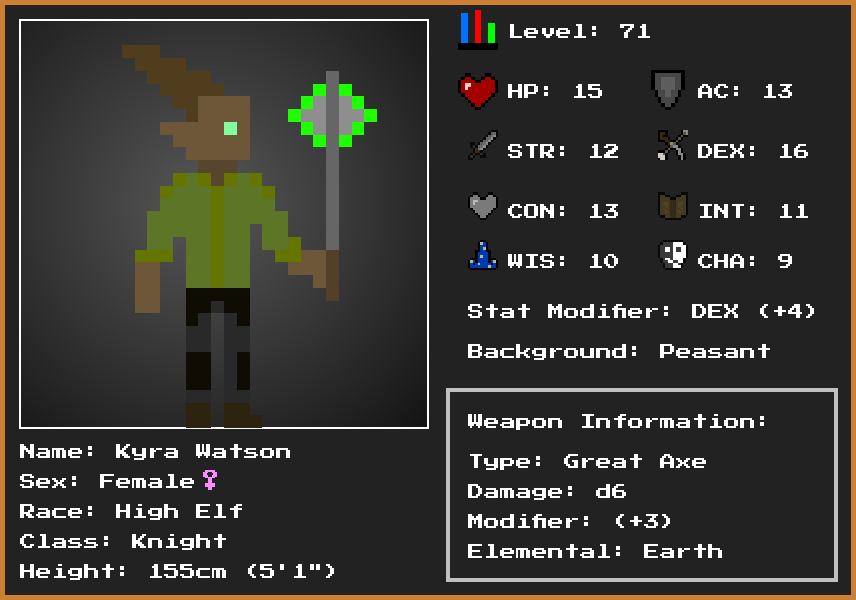 Level: 71
HP: 15
AC: 13
STR: 12
DEX: 16
CON: 13
INT: 11
WIS: 10
CHA: 9
Stat Modifier: DEX (+4)
Background: Peasant
Weapon Information:
Type: Great Axe
Damage: d6
Modifier: (+3)
Elemental: Earth
Name: Kyra Watson
Sex: Female♀
Race: High Elf
Class: Knight
Height: 155cm (5'1")